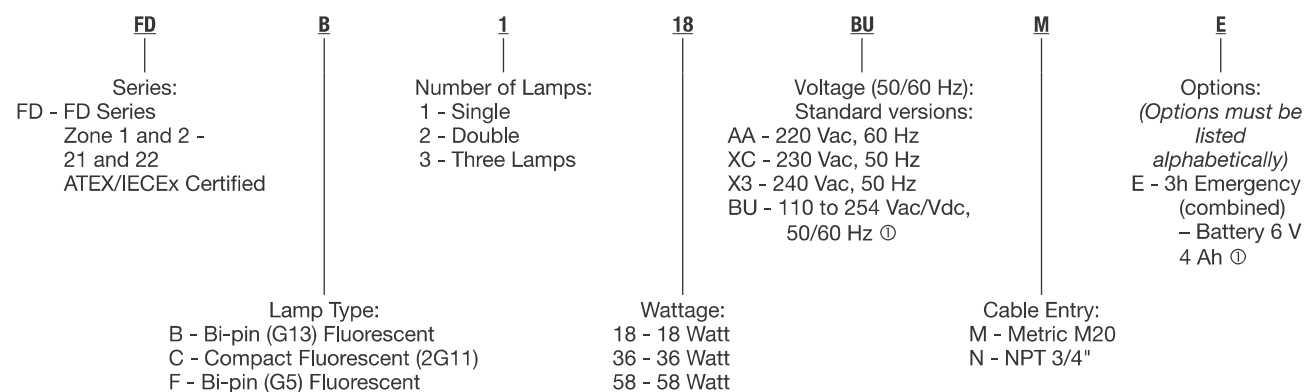 FD B 1 18 BU M E
Series:
FD - FD Series
Zone 1 and 2 -
21 and 22
ATEX/IECEx Certified
Number of Lamps:
1 - Single
2 - Double
3 - Three Lamps
Voltage (50/60 Hz):
Standard versions:
AA - 220 Vac, 60 Hz
XC - 230 Vac, 50 Hz
X3 - 240 Vac, 50 Hz
BU - 110 to 254 Vac/Vdc,
50/60 Hz ①
Options:
(Options must be
listed
alphabetically)
E - 3h Emergency
(combined)
– Battery 6 V
4 Ah ①
Lamp Type:
B - Bi-pin (G13) Fluorescent
C - Compact Fluorescent (2G11)
F - Bi-pin (G5) Fluorescent
Wattage:
18 - 18 Watt
36 - 36 Watt
58 - 58 Watt
Cable Entry:
M - Metric M20
N - NPT 3/4"